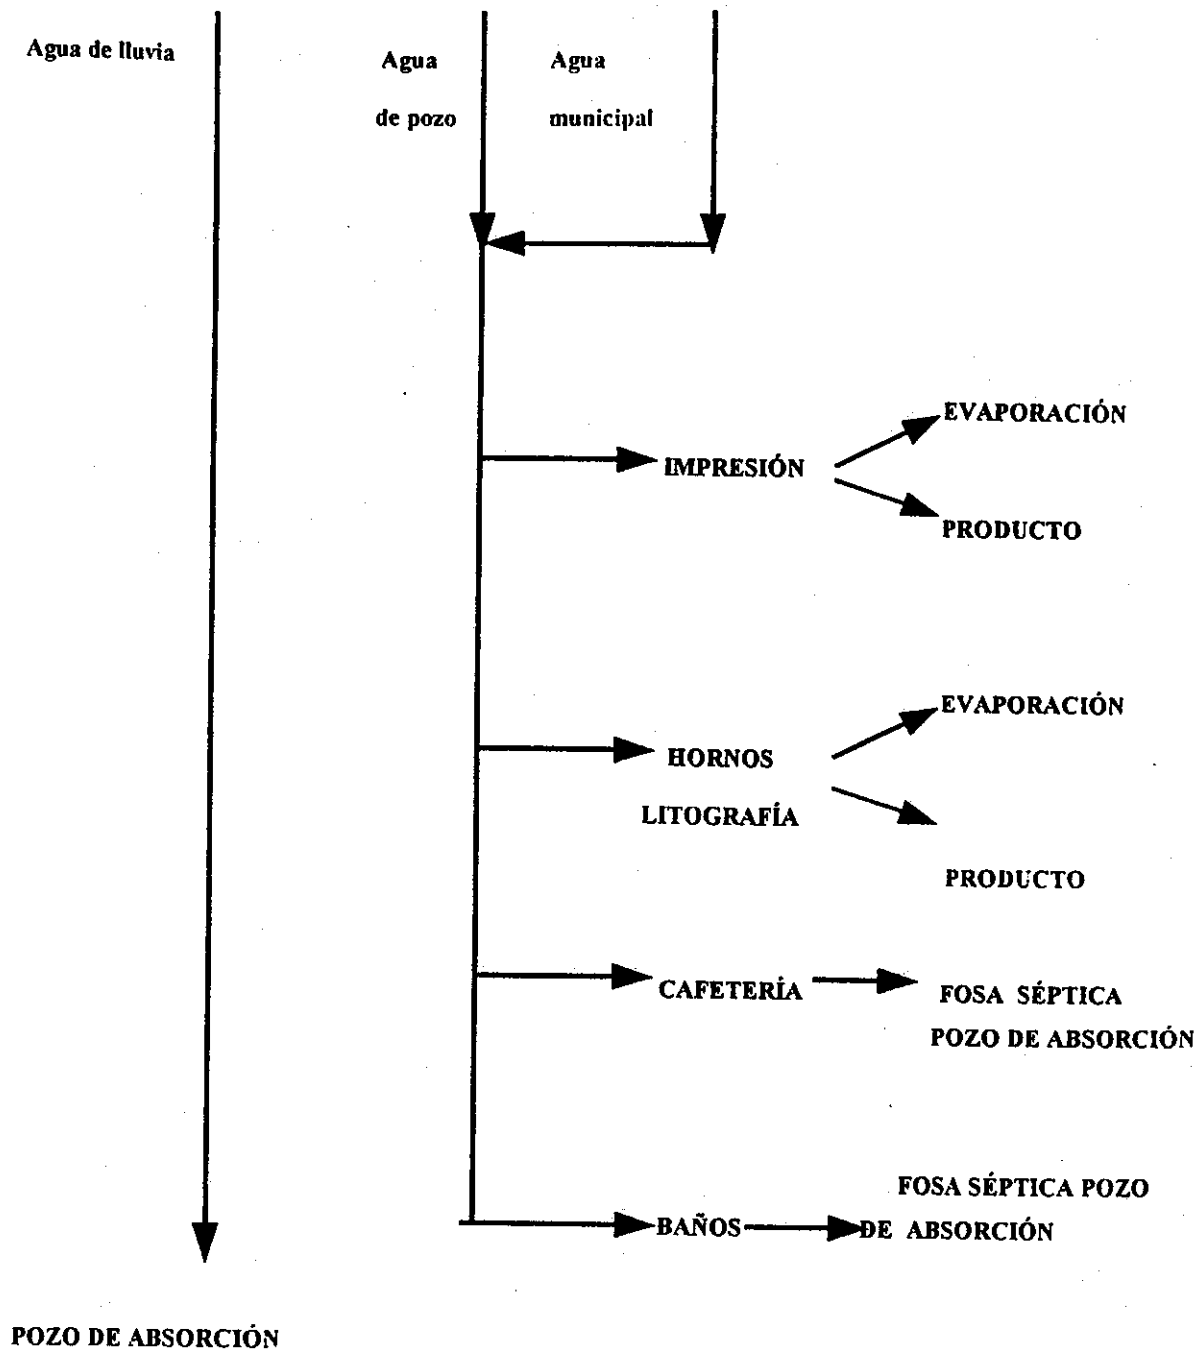 Agua de lluvia
Agua
de pozo
Agua
municipal
EVAPORACIÓN
IMPRESIÓN
PRODUCTO
EVAPORACIÓN
HORNOS
LITOGRAFÍA
PRODUCTO
CAFETERÍA
FOSA SÉPTICA
POZO DE ABSORCIÓN
FOSA SÉPTICA POZO
BAÑOS
DE ABSORCIÓN
POZO DE ABSORCIÓN